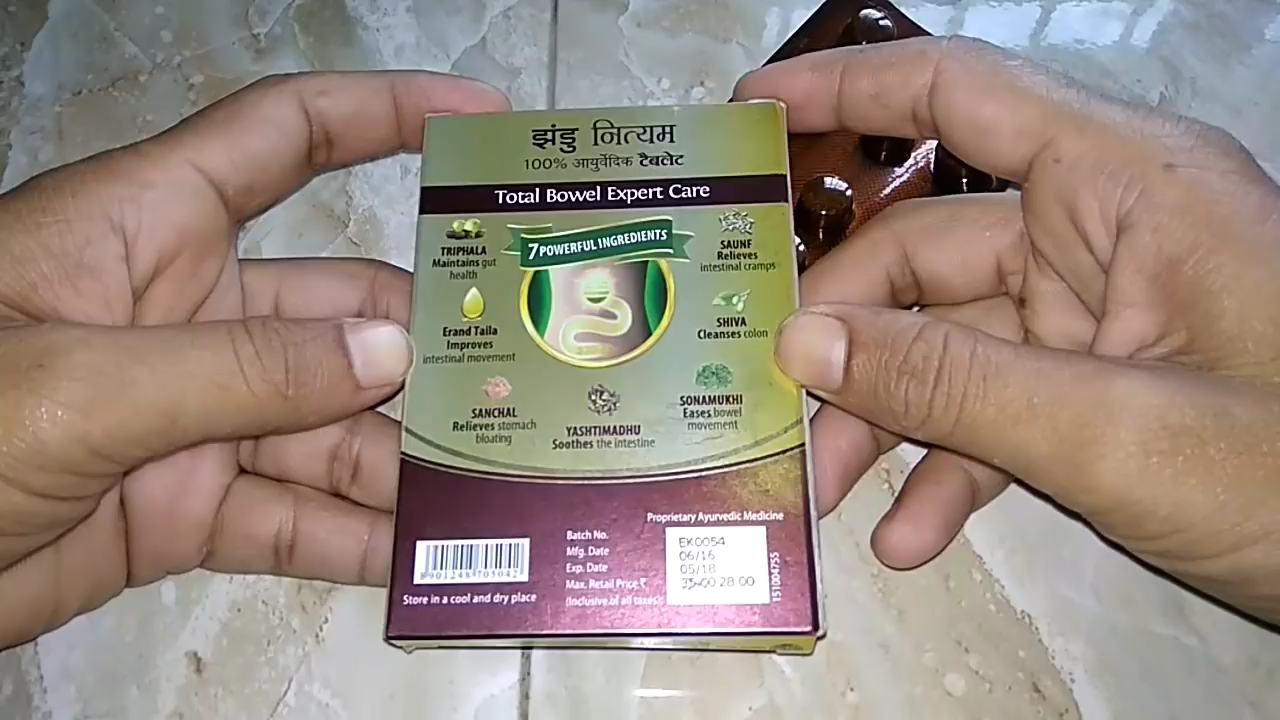 झंडु नित्यम
100% आयुर्वेदिक टैबलेट
Total Bowel Expert Care
7 POWERFUL INGREDIENTS
TRIPHALA
Maintains gut
health
SAUNF
Relieves
intestinal cramps
Erand Taila
Improves
intestinal movement
SHIVA
Cleanses colon
SANCHAL
Relieves stomach
bloating
YASHTIMADHU
Soothes the intestine
SONAMUKHI
Eases bowel
movement
Proprietary Ayurvedic Medicine
Batch No.
Mfg. Date
Exp. Date
Max. Retail Price ₹
(Inclusive of all taxes)
EK0054
06/16
05/18
35-00 28 00
8901248705042
Store in a cool and dry place
151004755